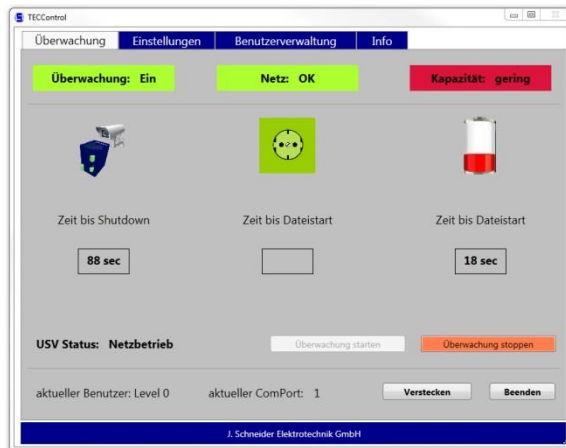 TECControl
Überwachung Einstellungen Benutzerverwaltung Info
Überwachung: Ein Netz: OK Kapazität: gering
Zeit bis Shutdown Zeit bis Dateistart Zeit bis Dateistart
88 sec 18 sec
USV Status: Netzbetrieb Überwachung starten Überwachung stoppen
aktueller Benutzer: Level 0 aktueller ComPort: 1 Verstecken Beenden
J. Schneider Elektrotechnik GmbH